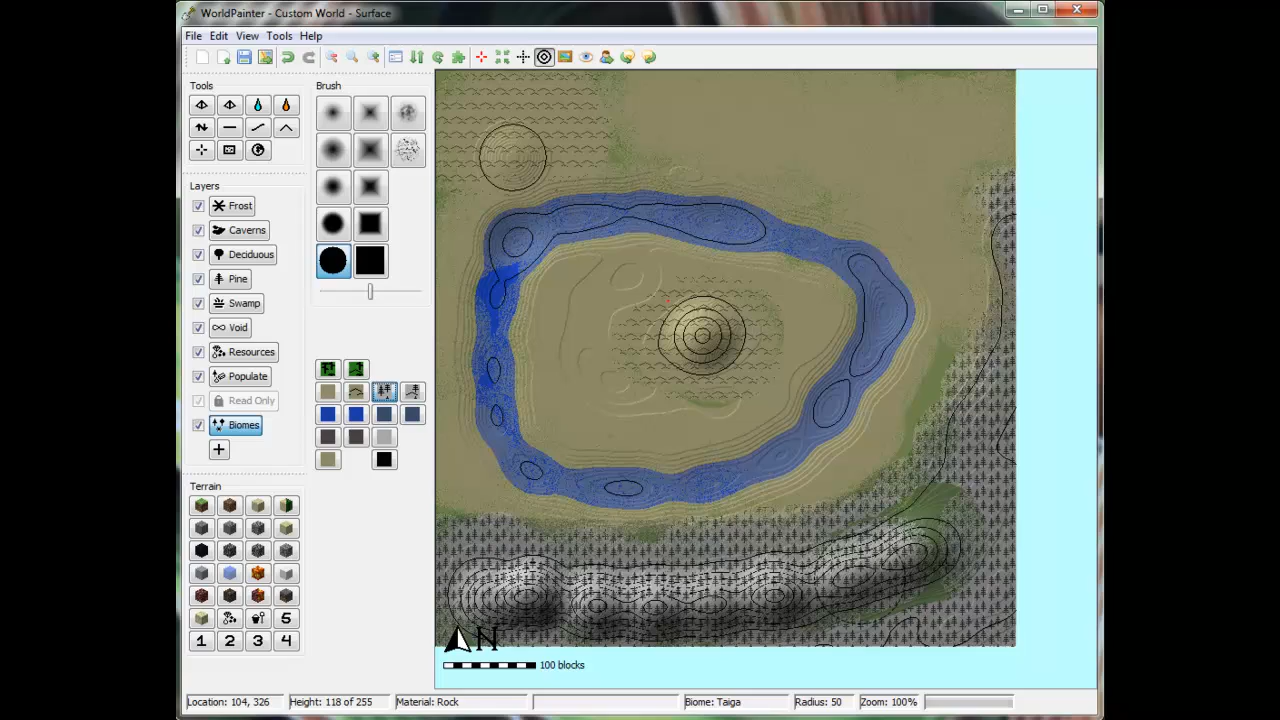 WorldPainter - Custom World - Surface
File Edit View Tools Help
Tools
Brush
Layers
Frost
Caverns
Deciduous
Pine
Swamp
Void
Resources
Populate
Read Only
Biomes
Terrain
5
1 2 3 4
N
100 blocks
Location: 104, 326 Height: 118 of 255 Material: Rock Biome: Taiga Radius: 50 Zoom: 100%